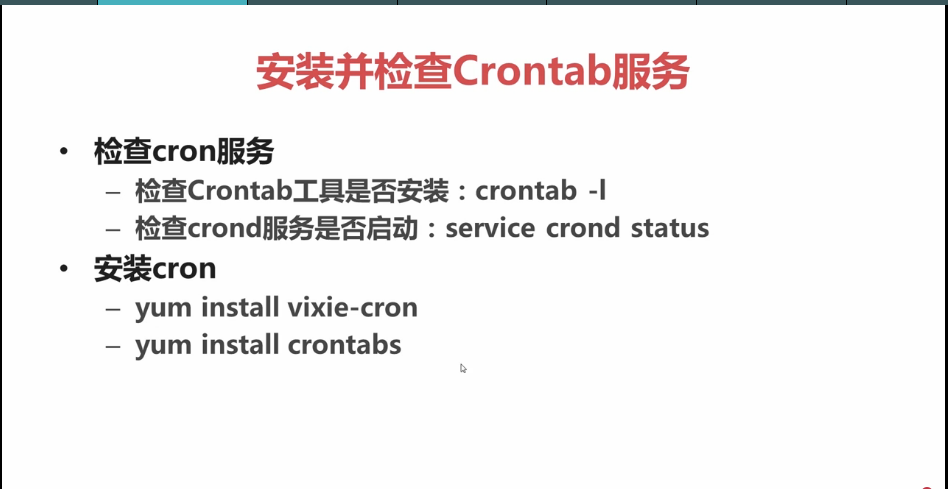 安装并检查Crontab服务
• 检查cron服务
– 检查Crontab工具是否安装：crontab -l
– 检查crond服务是否启动：service crond status
• 安装cron
– yum install vixie-cron
– yum install crontabs